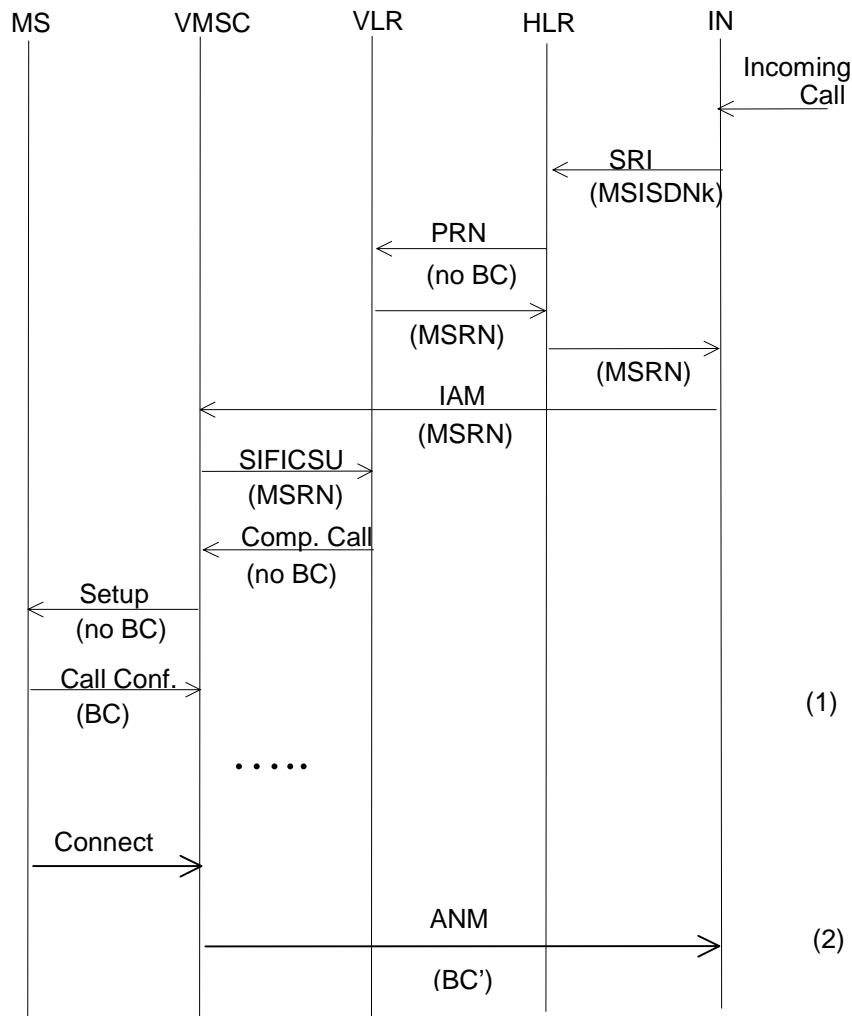 MS VMSC VLR HLR IN
Incoming
Call
SRI
(MSISDNk)
PRN
(no BC)
(MSRN)
(MSRN)
IAM
(MSRN)
SIFICSU
(MSRN)
Comp. Call
(no BC)
Setup
(no BC)
Call Conf.
(BC)
(1)
.....
Connect
ANM
(2)
(BC')